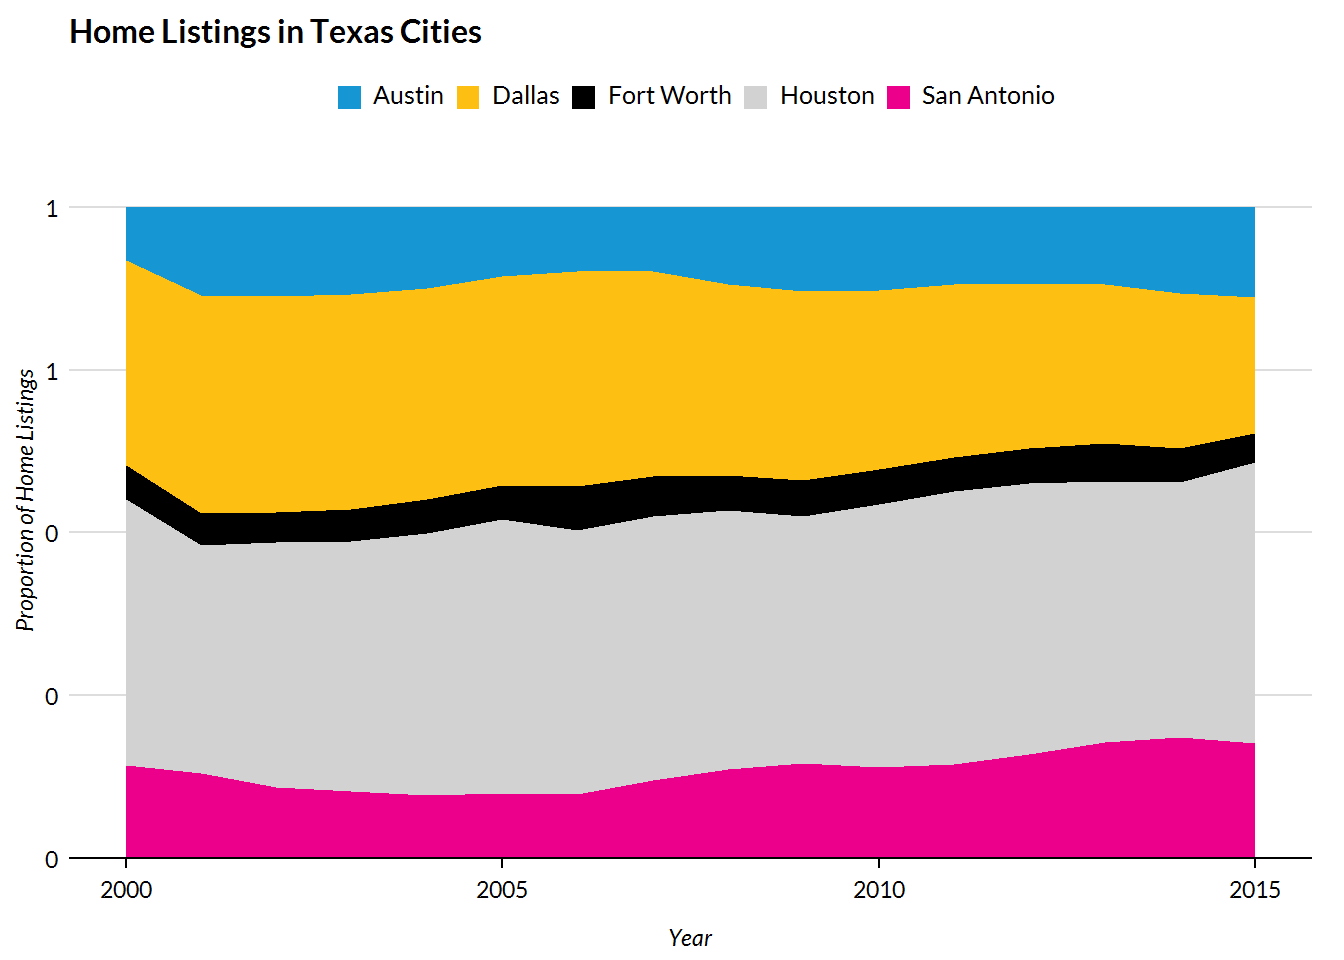 Home Listings in Texas Cities
Austin Dallas Fort Worth Houston San Antonio
1
1
0
0
0
Proportion of Home Listings
2000 2005 2010 2015
Year